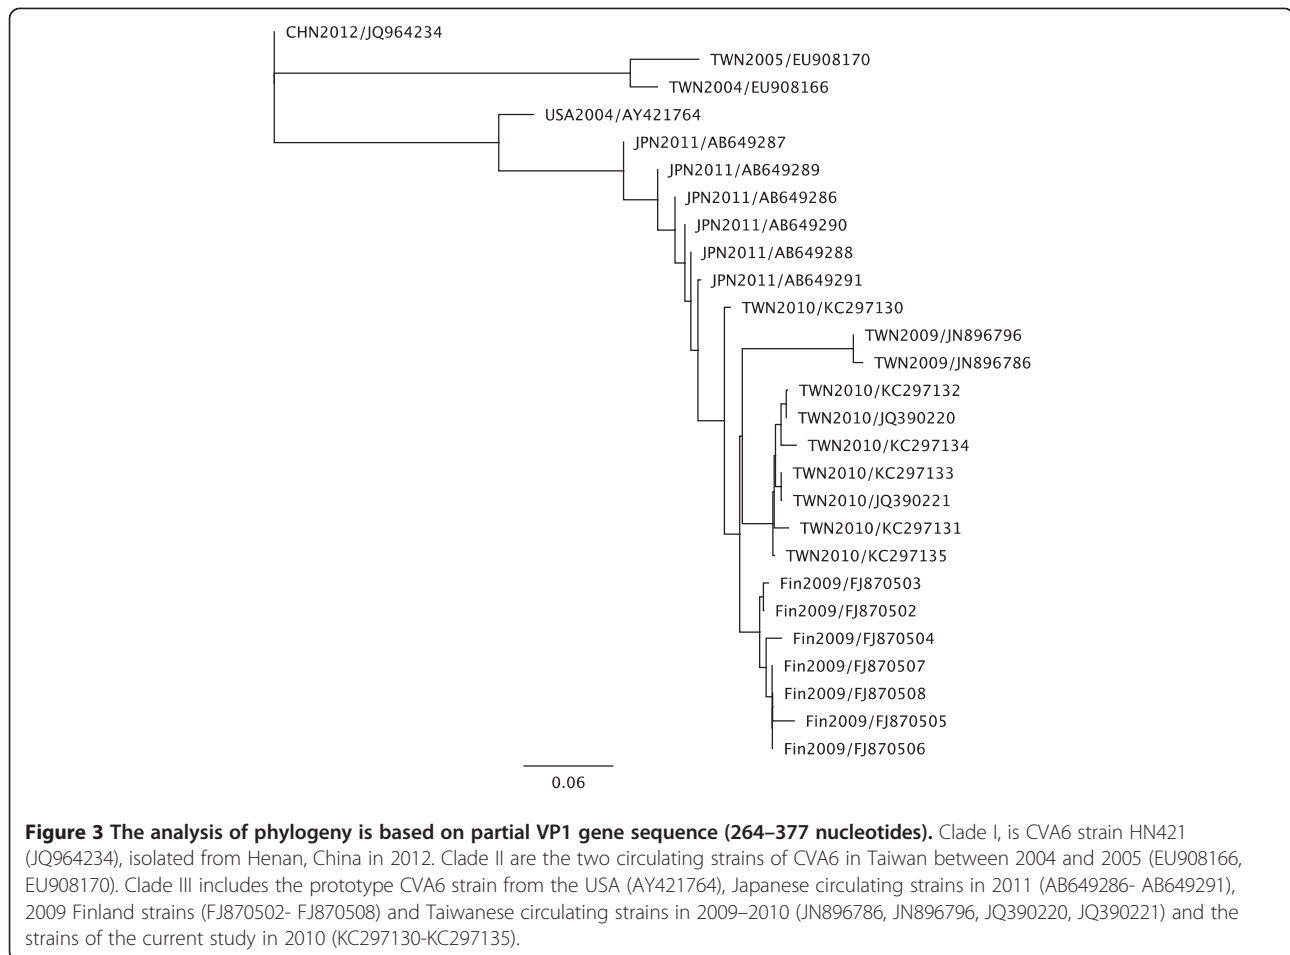 CHN2012/JQ964234
TWN2005/EU908170
TWN2004/EU908166
USA2004/AY421764
JPN2011/AB649287
JPN2011/AB649289
JPN2011/AB649286
JPN2011/AB649290
JPN2011/AB649288
JPN2011/AB649291
TWN2010/KC297130
TWN2009/JN896796
TWN2009/JN896786
TWN2010/KC297132
TWN2010/JQ390220
TWN2010/KC297134
TWN2010/KC297133
TWN2010/JQ390221
TWN2010/KC297131
TWN2010/KC297135
Fin2009/FJ870503
Fin2009/FJ870502
Fin2009/FJ870504
Fin2009/FJ870507
Fin2009/FJ870508
Fin2009/FJ870505
Fin2009/FJ870506
0.06
Figure 3 The analysis of phylogeny is based on partial VP1 gene sequence (264–377 nucleotides). Clade I, is CVA6 strain HN421
(JQ964234), isolated from Henan, China in 2012. Clade II are the two circulating strains of CVA6 in Taiwan between 2004 and 2005 (EU908166,
EU908170). Clade III includes the prototype CVA6 strain from the USA (AY421764), Japanese circulating strains in 2011 (AB649286- AB649291),
2009 Finland strains (FJ870502- FJ870508) and Taiwanese circulating strains in 2009–2010 (JN896786, JN896796, JQ390220, JQ390221) and the
strains of the current study in 2010 (KC297130-KC297135).